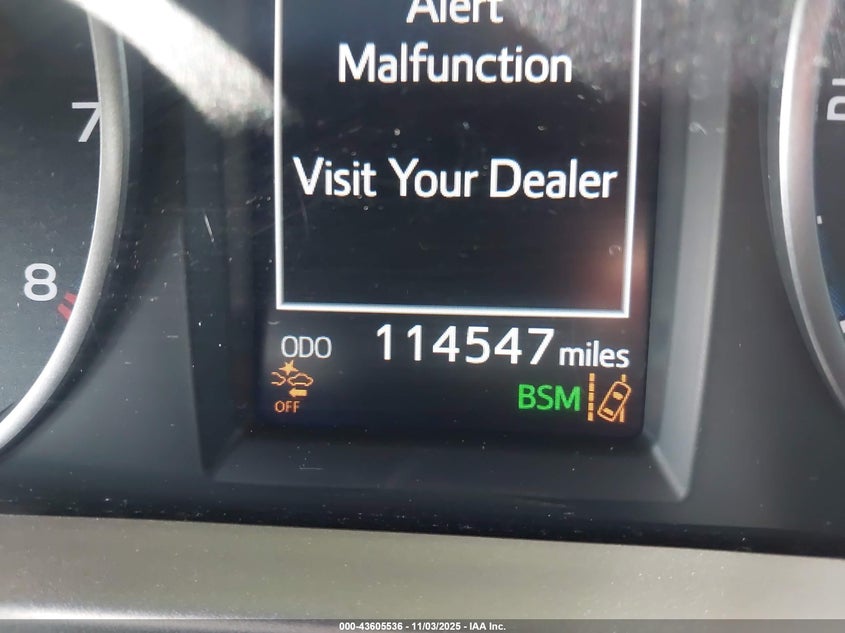 Alert
Malfunction
Visit Your Dealer
7
8
ODO 114547 miles
OFF
BSM
000-43605536 - 11/03/2025 - IAA Inc.